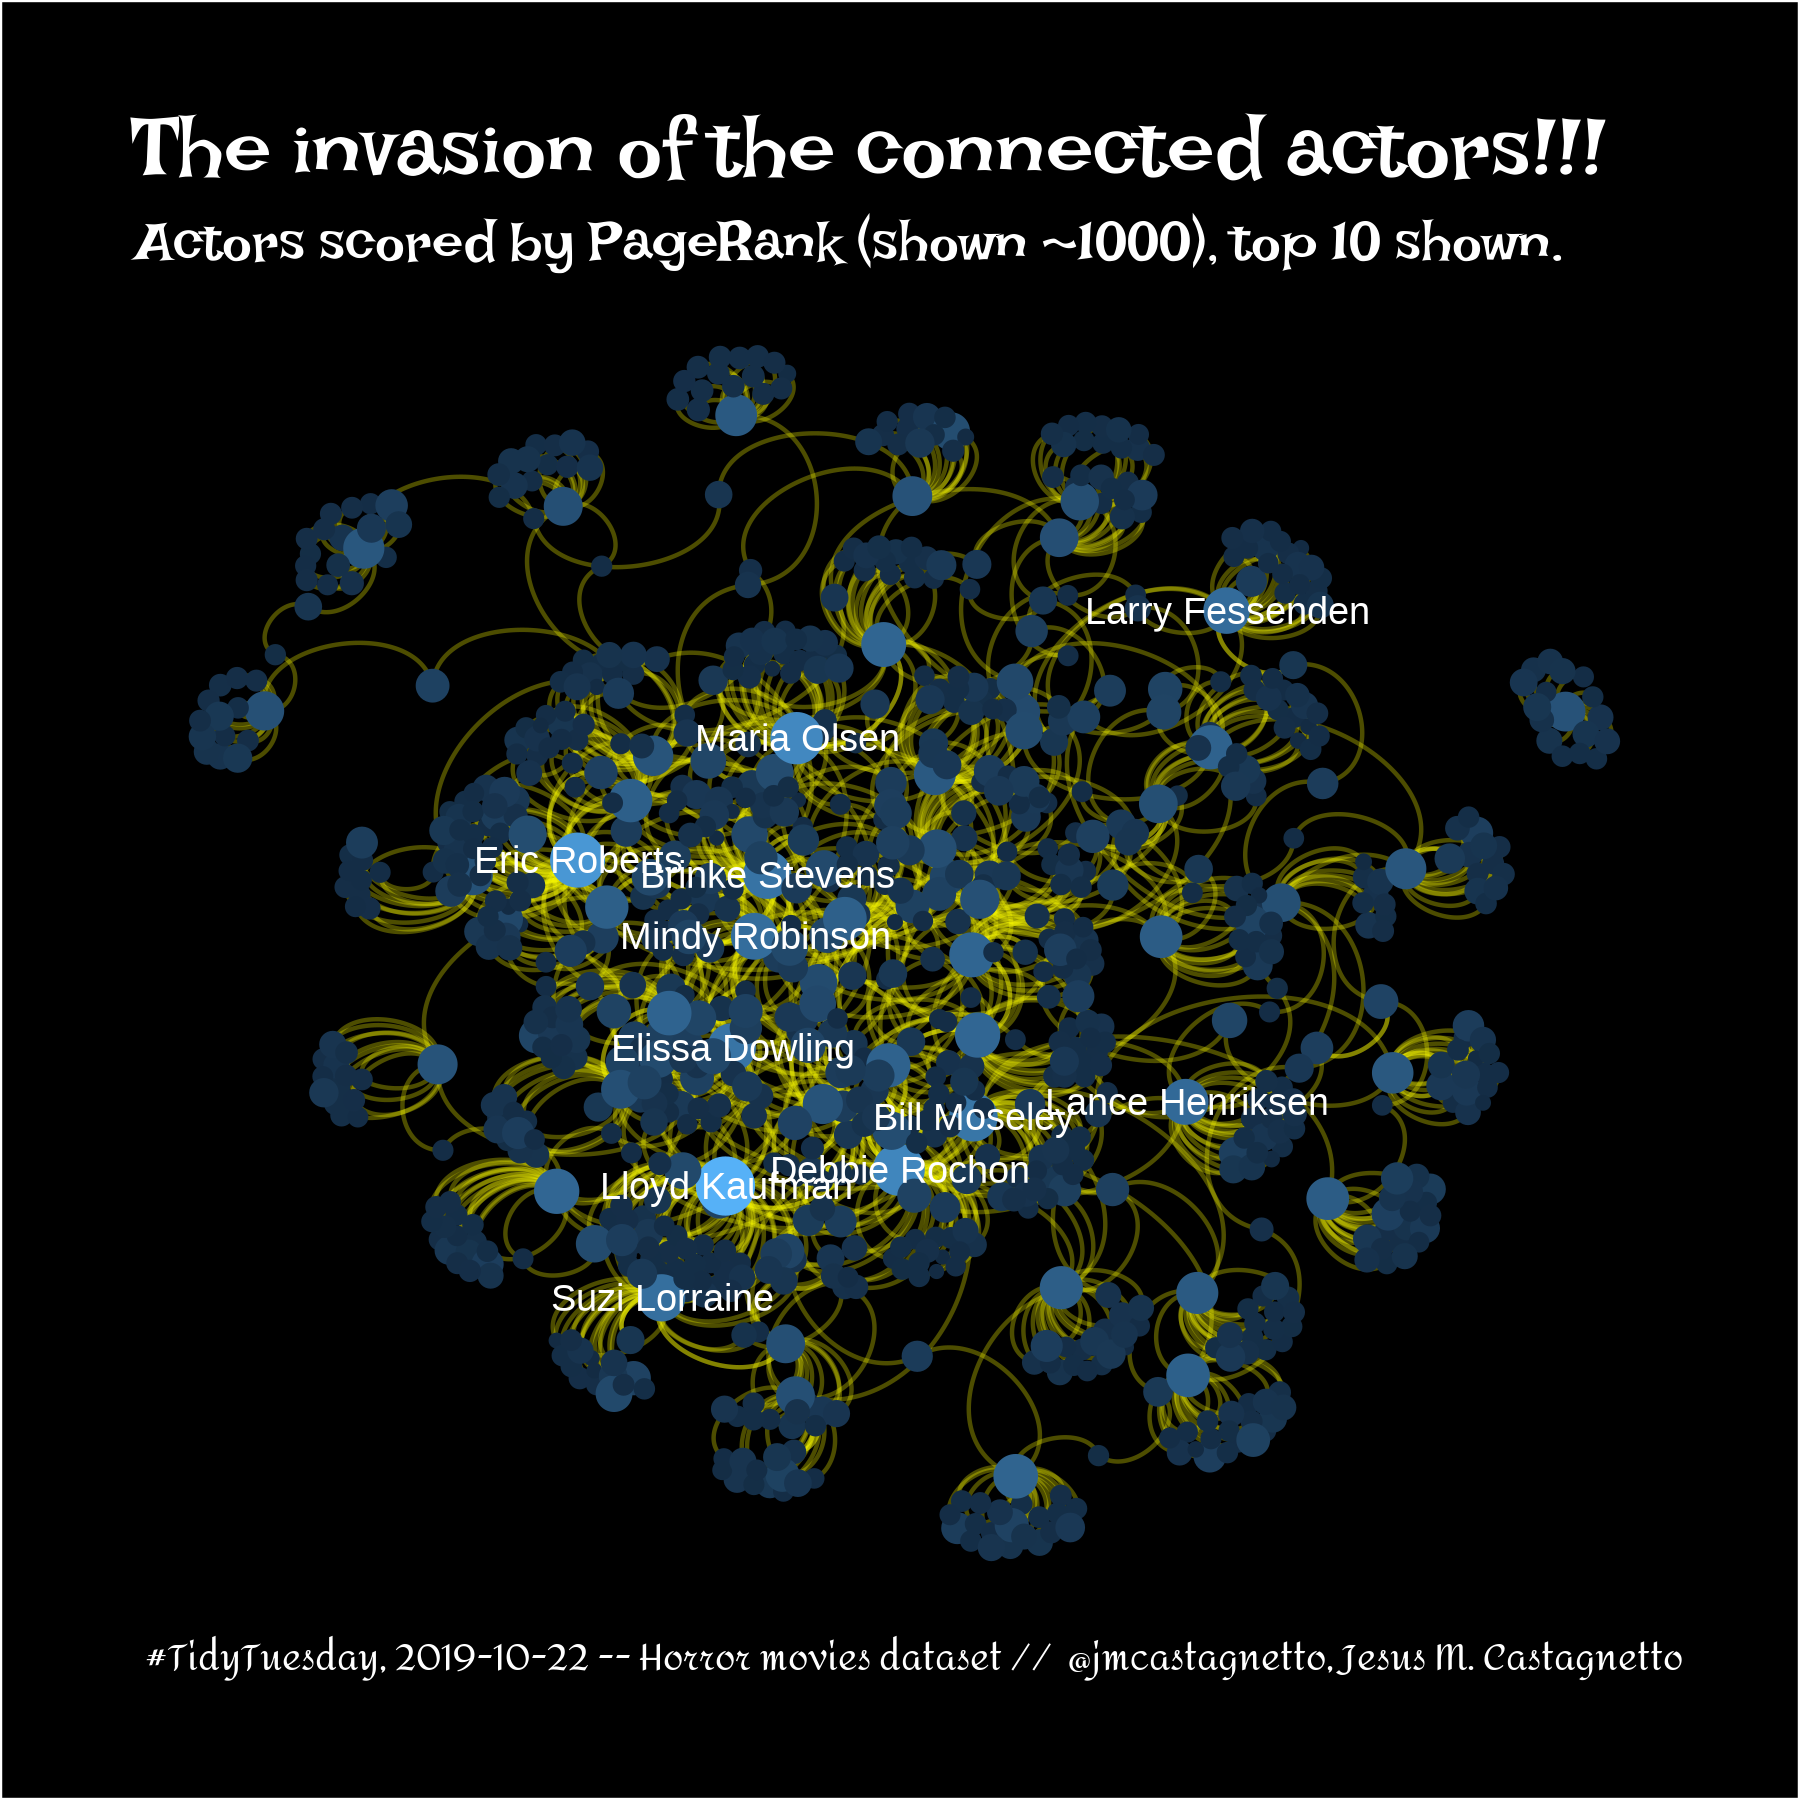 The invasion of the connected actors!!!
Actors scored by PageRank (shown ~1000), top 10 shown.
Larry Fessenden
Maria Olsen
Eric Roberts
Brinke Stevens
Mindy Robinson
Elissa Dowling
Lance Henriksen
Bill Moseley
Debbie Rochon
Lloyd Kaufman
Suzi Lorraine
#TidyTuesday, 2019-10-22 -- Horror movies dataset // @jmcastagnetto, Jesus M. Castagnetto